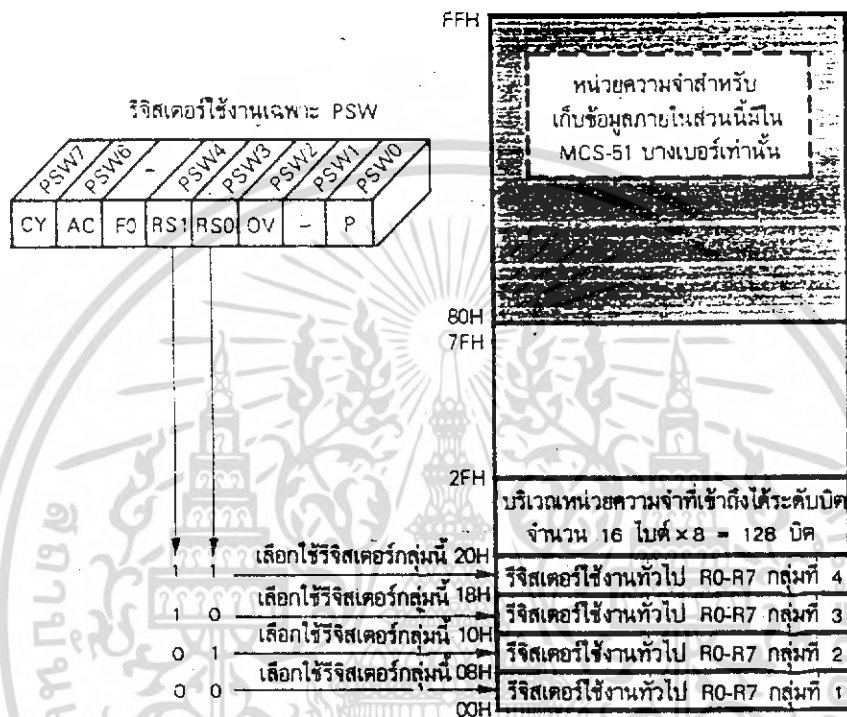 FFH
หน่วยความจำสำหรับ
เก็บข้อมูลภายในส่วนนี้มีใน
MCS-51 บางเบอร์เท่านั้น
รีจิสเตอร์ใช้งานเฉพาะ PSW
PSW7 PSW6 - PSW4 PSW3 PSW2 PSW1 PSW0
CY AC F0 RS1 RS0 OV - P
80H
7FH
2FH
บริเวณหน่วยความจำที่เข้าถึงได้ระดับบิต
จำนวน 16 ไบต์ × 8 = 128 บิต
1 1 เลือกใช้รีจิสเตอร์กลุ่มนี้ 20H รีจิสเตอร์ใช้งานทั่วไป R0-R7 กลุ่มที่ 4
1 0 เลือกใช้รีจิสเตอร์กลุ่มนี้ 18H รีจิสเตอร์ใช้งานทั่วไป R0-R7 กลุ่มที่ 3
0 1 เลือกใช้รีจิสเตอร์กลุ่มนี้ 10H รีจิสเตอร์ใช้งานทั่วไป R0-R7 กลุ่มที่ 2
0 0 เลือกใช้รีจิสเตอร์กลุ่มนี้ 08H รีจิสเตอร์ใช้งานทั่วไป R0-R7 กลุ่มที่ 1
00H